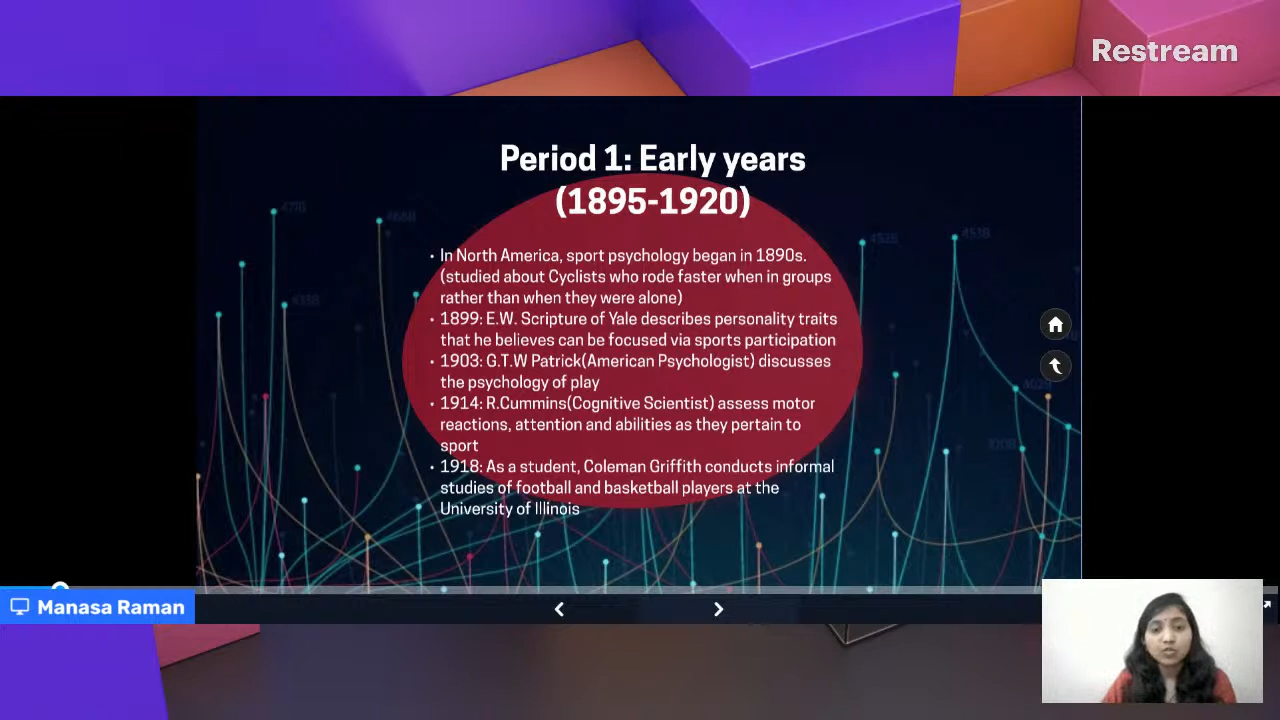 Restream
Period 1: Early years
(1895-1920)
• In North America, sport psychology began in 1890s.
(studied about Cyclists who rode faster when in groups
rather than when they were alone)
• 1899: E.W. Scripture of Yale describes personality traits
that he believes can be focused via sports participation
• 1903: G.T.W Patrick(American Psychologist) discusses
the psychology of play
• 1914: R.Cummins(Cognitive Scientist) assess motor
reactions, attention and abilities as they pertain to
sport
• 1918: As a student, Coleman Griffith conducts informal
studies of football and basketball players at the
University of Illinois
Manasa Raman